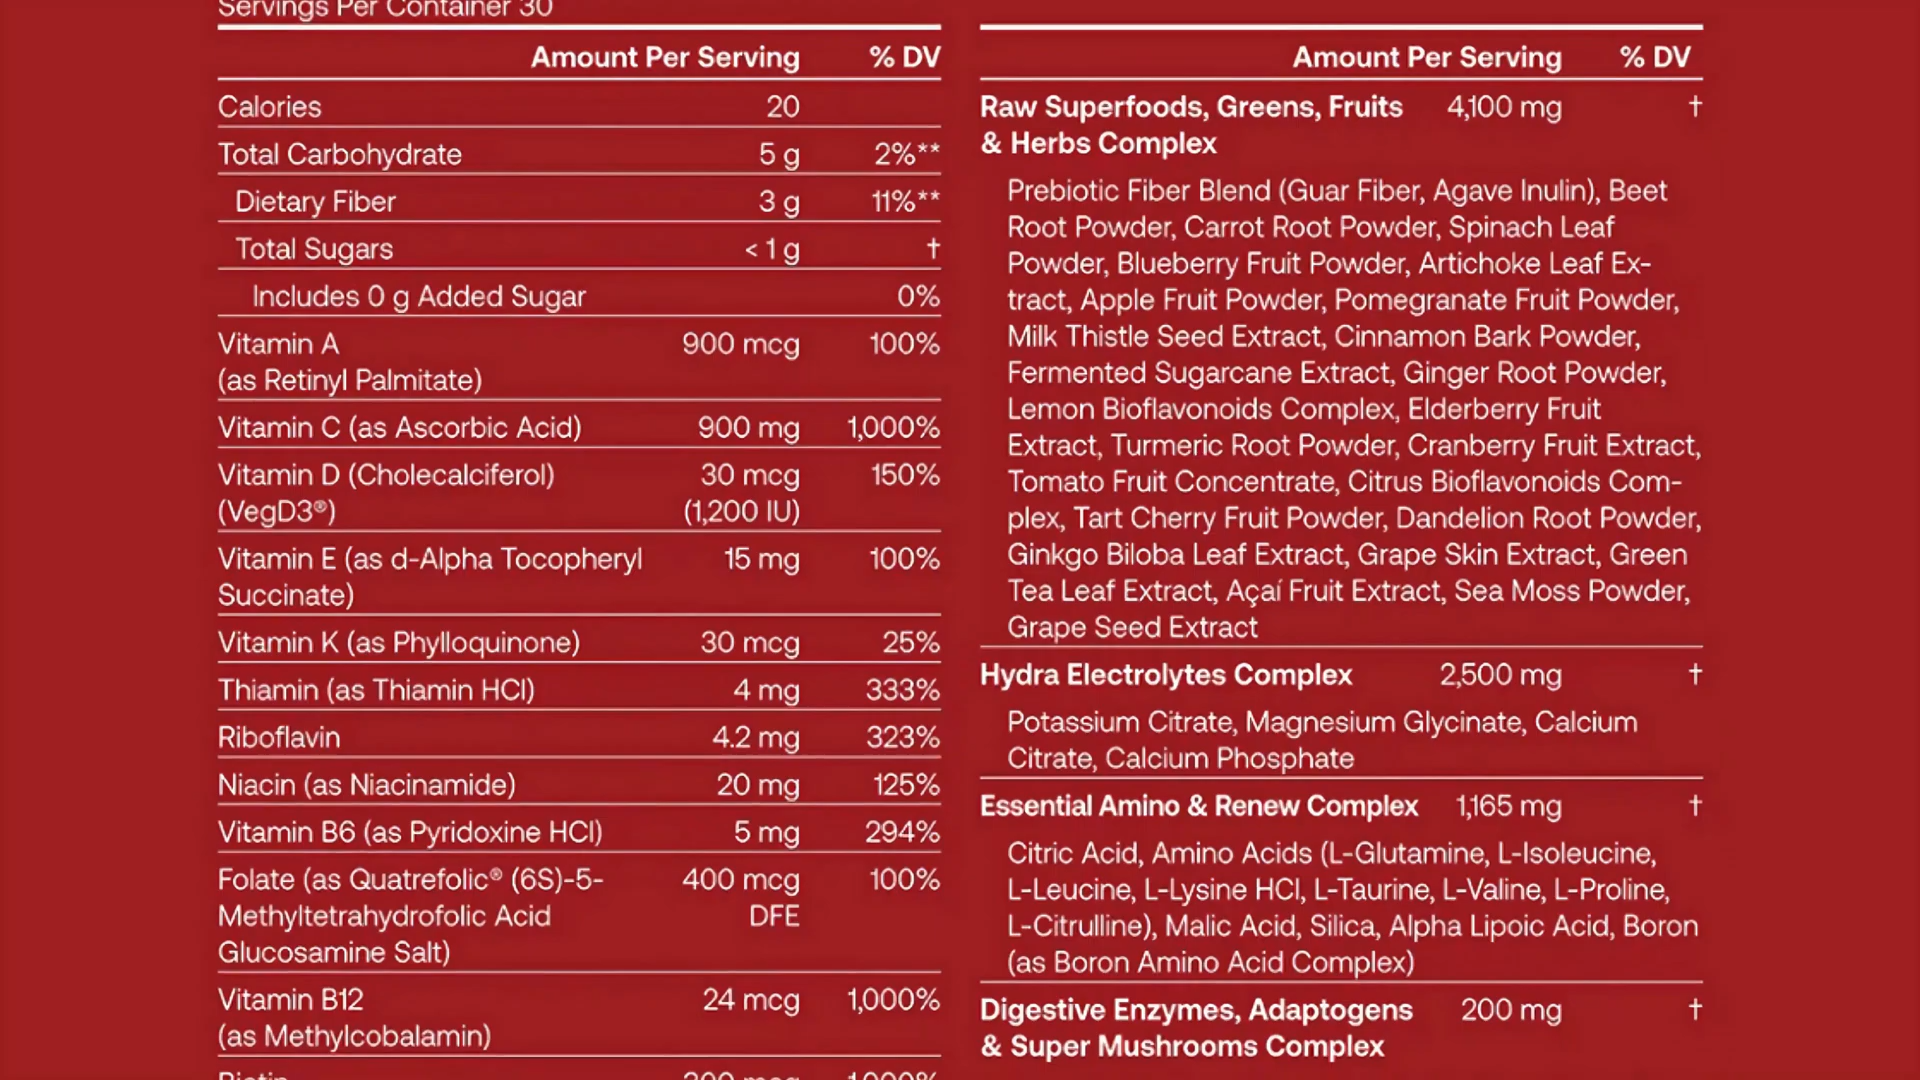 Servings Per Container 30
Amount Per Serving % DV
Calories 20
Total Carbohydrate 5 g 2%**
Dietary Fiber 3 g 11%**
Total Sugars < 1 g †
Includes 0 g Added Sugar 0%
Vitamin A 900 mcg 100%
(as Retinyl Palmitate)
Vitamin C (as Ascorbic Acid) 900 mg 1,000%
Vitamin D (Cholecalciferol) 30 mcg 150%
(VegD3®) (1,200 IU)
Vitamin E (as d-Alpha Tocopheryl 15 mg 100%
Succinate)
Vitamin K (as Phylloquinone) 30 mcg 25%
Thiamin (as Thiamin HCl) 4 mg 333%
Riboflavin 4.2 mg 323%
Niacin (as Niacinamide) 20 mg 125%
Vitamin B6 (as Pyridoxine HCl) 5 mg 294%
Folate (as Quatrefolic® (6S)-5- 400 mcg 100%
Methyltetrahydrofolic Acid DFE
Glucosamine Salt)
Vitamin B12 24 mcg 1,000%
(as Methylcobalamin)
Biotin 300 mcg 1,000%
Amount Per Serving % DV
Raw Superfoods, Greens, Fruits 4,100 mg †
& Herbs Complex
Prebiotic Fiber Blend (Guar Fiber, Agave Inulin), Beet
Root Powder, Carrot Root Powder, Spinach Leaf
Powder, Blueberry Fruit Powder, Artichoke Leaf Ex-
tract, Apple Fruit Powder, Pomegranate Fruit Powder,
Milk Thistle Seed Extract, Cinnamon Bark Powder,
Fermented Sugarcane Extract, Ginger Root Powder,
Lemon Bioflavonoids Complex, Elderberry Fruit
Extract, Turmeric Root Powder, Cranberry Fruit Extract,
Tomato Fruit Concentrate, Citrus Bioflavonoids Com-
plex, Tart Cherry Fruit Powder, Dandelion Root Powder,
Ginkgo Biloba Leaf Extract, Grape Skin Extract, Green
Tea Leaf Extract, Açaí Fruit Extract, Sea Moss Powder,
Grape Seed Extract
Hydra Electrolytes Complex 2,500 mg †
Potassium Citrate, Magnesium Glycinate, Calcium
Citrate, Calcium Phosphate
Essential Amino & Renew Complex 1,165 mg †
Citric Acid, Amino Acids (L-Glutamine, L-Isoleucine,
L-Leucine, L-Lysine HCl, L-Taurine, L-Valine, L-Proline,
L-Citrulline), Malic Acid, Silica, Alpha Lipoic Acid, Boron
(as Boron Amino Acid Complex)
Digestive Enzymes, Adaptogens 200 mg †
& Super Mushrooms Complex